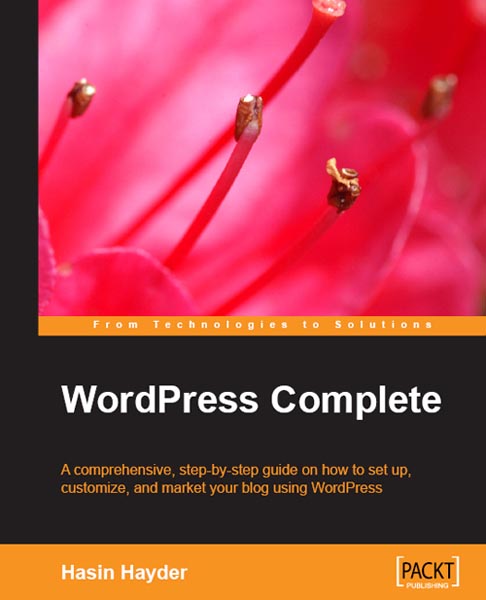 From Technologies to Solutions
WordPress Complete
A comprehensive, step-by-step guide on how to set up,
customize, and market your blog using WordPress
Hasin Hayder
PACKT
PUBLISHING